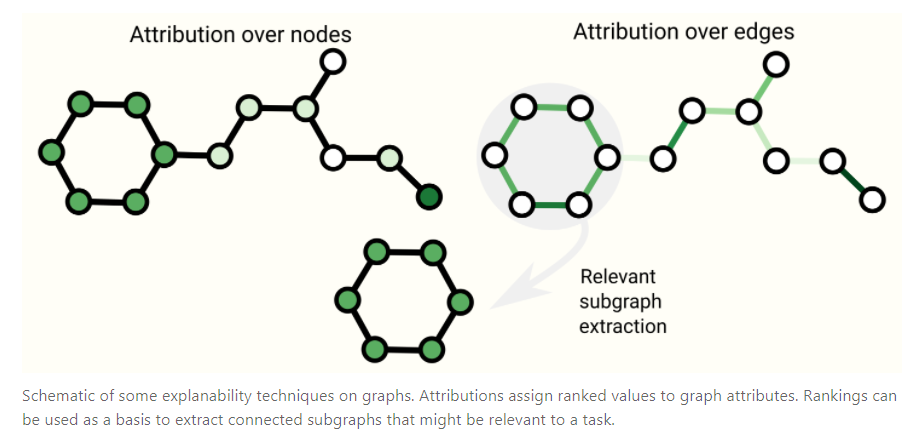 Attribution over nodes
Attribution over edges
Relevant
subgraph
extraction
Schematic of some explanability techniques on graphs. Attributions assign ranked values to graph attributes. Rankings can
be used as a basis to extract connected subgraphs that might be relevant to a task.